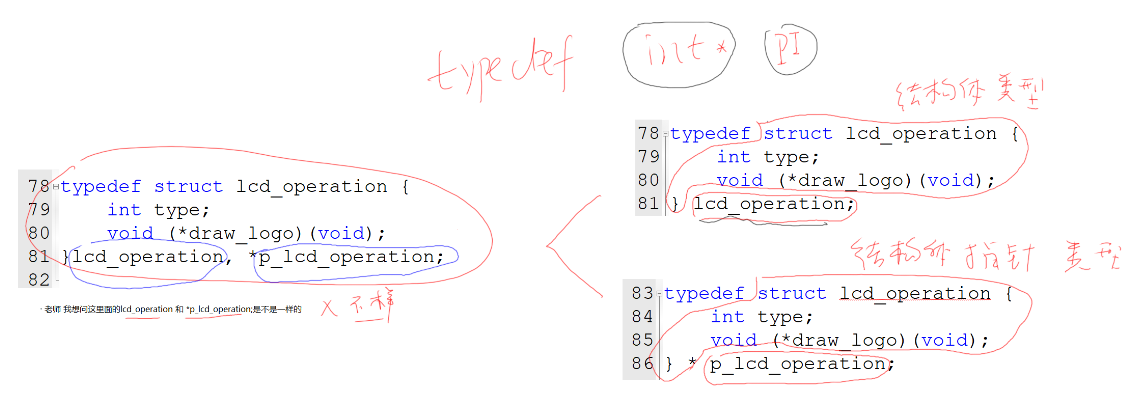 typedef int* PI
结构体类型
78 typedef struct lcd_operation {
79 int type;
80 void (*draw_logo)(void);
81 }lcd_operation, *p_lcd_operation;
82
老师 我想问这里面的lcd_operation 和 *p_lcd_operation;是不是一样的
X 不样
78 typedef struct lcd_operation {
79 int type;
80 void (*draw_logo)(void);
81 } lcd_operation;
结构体指针 类型
83 typedef struct lcd_operation {
84 int type;
85 void (*draw_logo)(void);
86 } * p_lcd_operation;